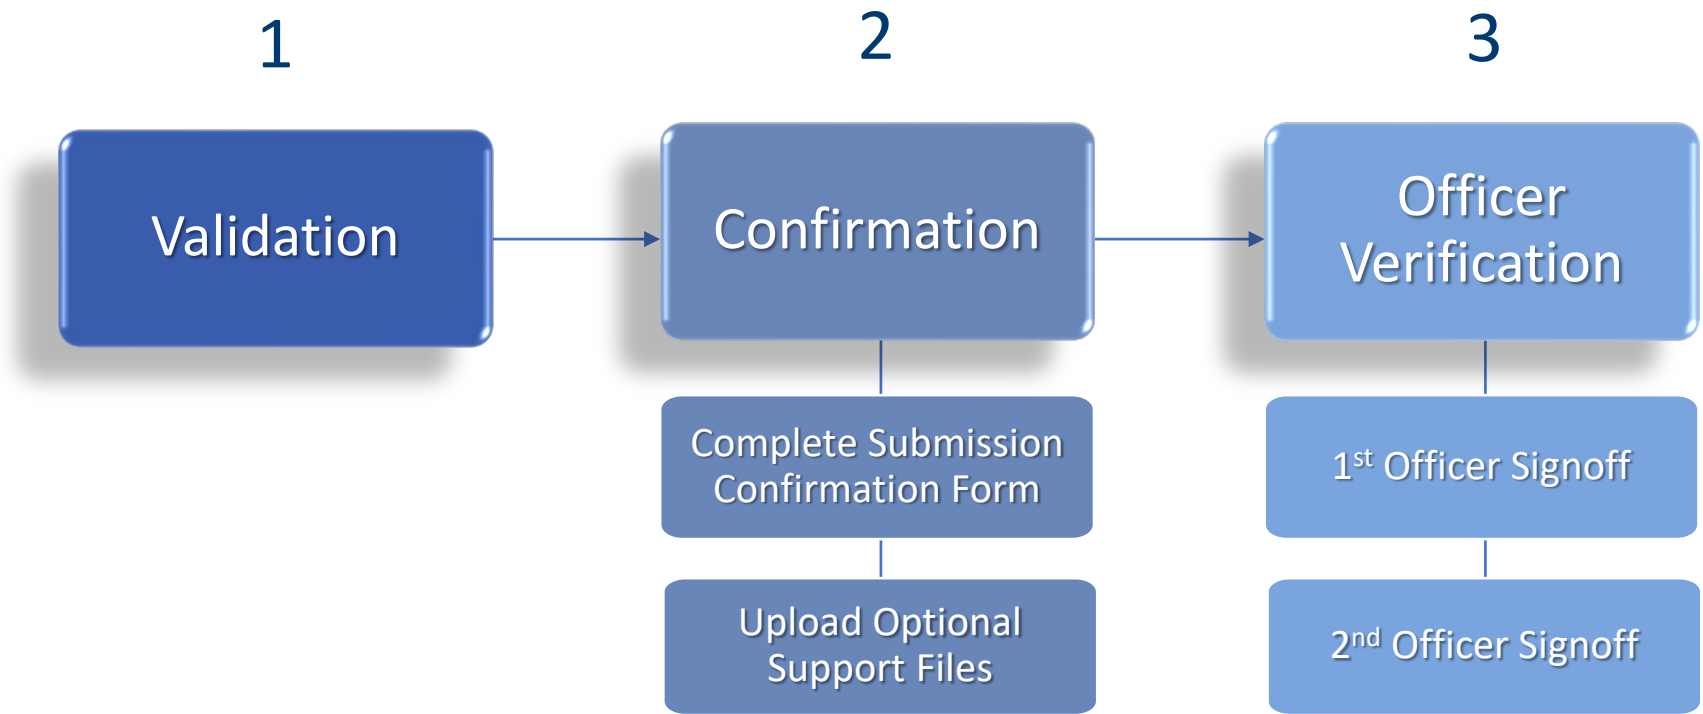 1
2
3
Validation
Confirmation
Officer
Verification
Complete Submission
Confirmation Form
1st Officer Signoff
Upload Optional
Support Files
2nd Officer Signoff